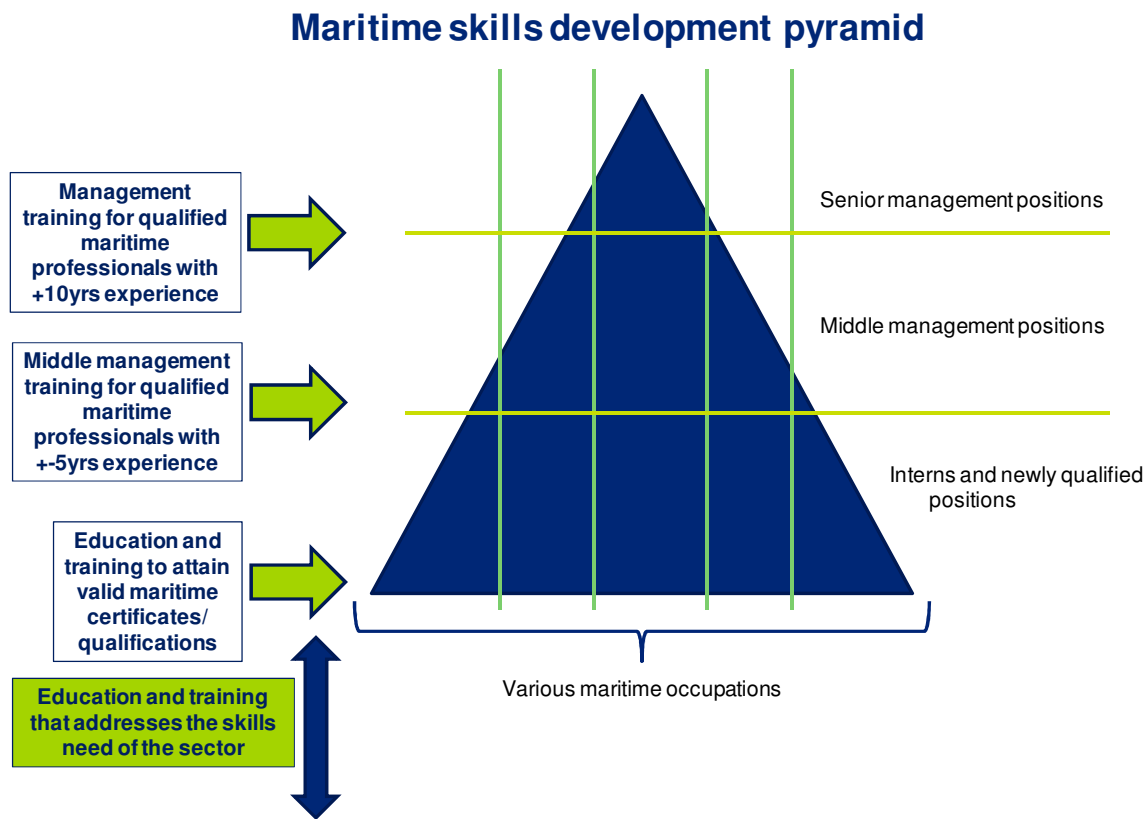 Maritime skills development pyramid
Management
training for qualified
maritime
professionals with
+10yrs experience
Senior management positions
Middle management positions
Middle management
training for qualified
maritime
professionals with
+-5yrs experience
Interns and newly qualified
positions
Education and
training to attain
valid maritime
certificates/
qualifications
Various maritime occupations
Education and training
that addresses the skills
need of the sector